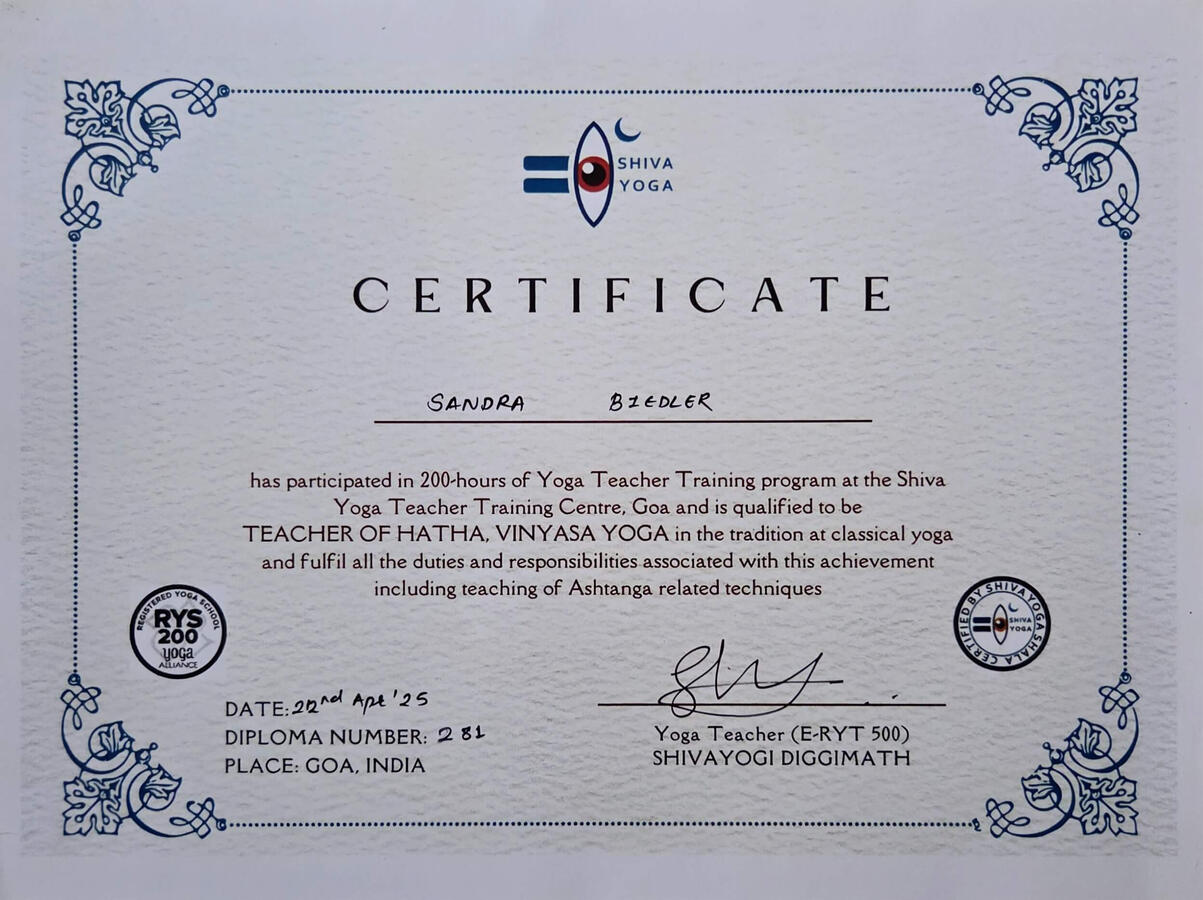 SHIVA
YOGA
CERTIFICATE
SANDRA BIEDLER
has participated in 200-hours of Yoga Teacher Training program at the Shiva
Yoga Teacher Training Centre, Goa and is qualified to be
TEACHER OF HATHA, VINYASA YOGA in the tradition at classical yoga
and fulfil all the duties and responsibilities associated with this achievement
including teaching of Ashtanga related techniques
REGISTERED YOGA SCHOOL
RYS
200
yoga
ALLIANCE
CERTIFIED BY SHIVAYOGA SHALA
SHIVA
YOGA
DATE: 22nd Apr '25
DIPLOMA NUMBER: 281
PLACE: GOA, INDIA
Yoga Teacher (E-RYT 500)
SHIVAYOGI DIGGIMATH